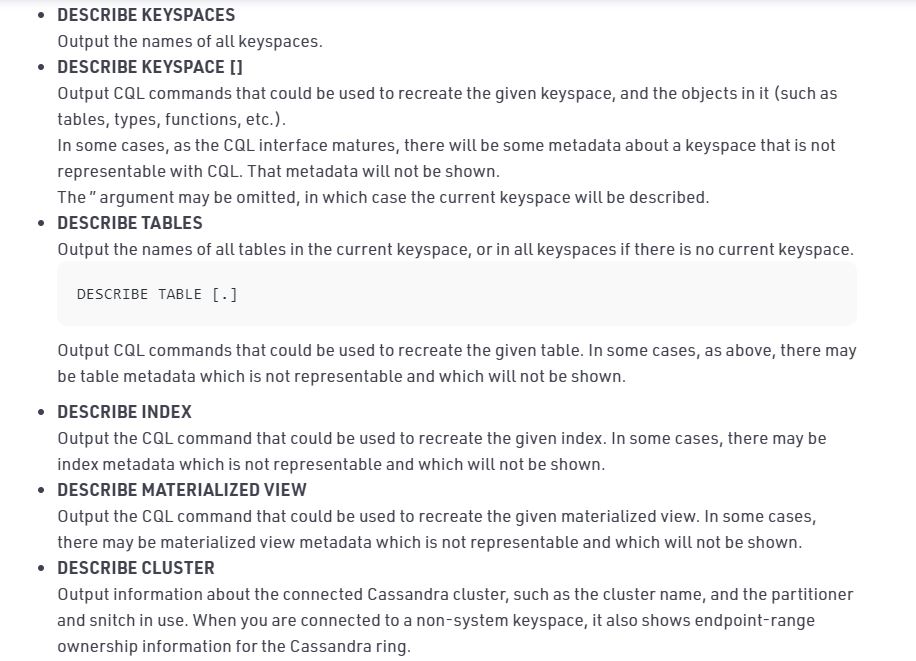 • DESCRIBE KEYSPACES
Output the names of all keyspaces.
• DESCRIBE KEYSPACE []
Output CQL commands that could be used to recreate the given keyspace, and the objects in it (such as
tables, types, functions, etc.).
In some cases, as the CQL interface matures, there will be some metadata about a keyspace that is not
representable with CQL. That metadata will not be shown.
The ” argument may be omitted, in which case the current keyspace will be described.
• DESCRIBE TABLES
Output the names of all tables in the current keyspace, or in all keyspaces if there is no current keyspace.
DESCRIBE TABLE [.]
Output CQL commands that could be used to recreate the given table. In some cases, as above, there may
be table metadata which is not representable and which will not be shown.
• DESCRIBE INDEX
Output the CQL command that could be used to recreate the given index. In some cases, there may be
index metadata which is not representable and which will not be shown.
• DESCRIBE MATERIALIZED VIEW
Output the CQL command that could be used to recreate the given materialized view. In some cases,
there may be materialized view metadata which is not representable and which will not be shown.
• DESCRIBE CLUSTER
Output information about the connected Cassandra cluster, such as the cluster name, and the partitioner
and snitch in use. When you are connected to a non-system keyspace, it also shows endpoint-range
ownership information for the Cassandra ring.